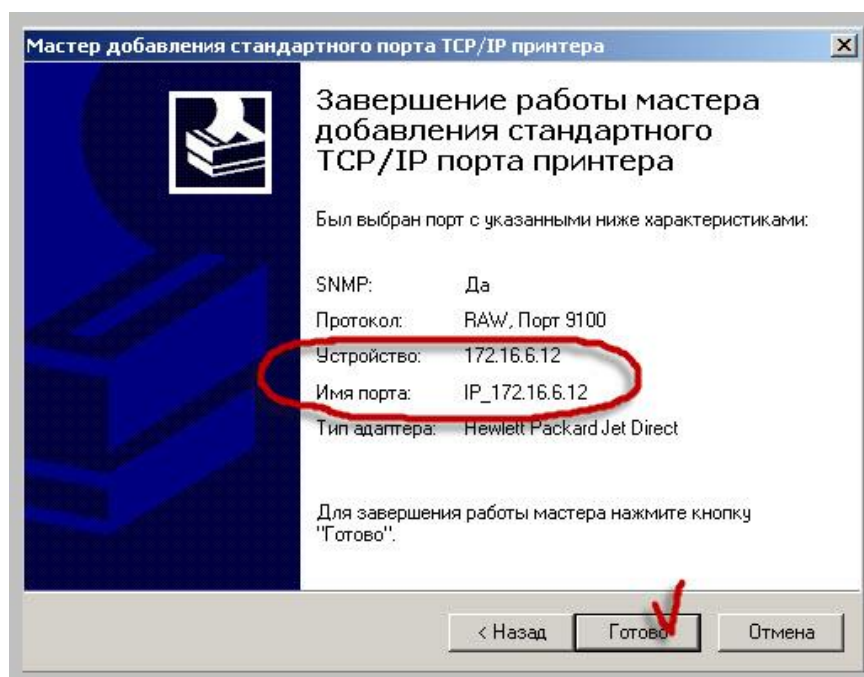 Мастер добавления стандартного порта TCP/IP принтера
Завершение работы мастера
добавления стандартного
TCP/IP порта принтера
Был выбран порт с указанными ниже характеристиками:
SNMP: Да
Протокол: RAW, Порт 9100
Устройство: 172.16.6.12
Имя порта: IP_172.16.6.12
Тип адаптера: Hewlett Packard Jet Direct
Для завершения работы мастера нажмите кнопку
"Готово".
< Назад Готово Отмена